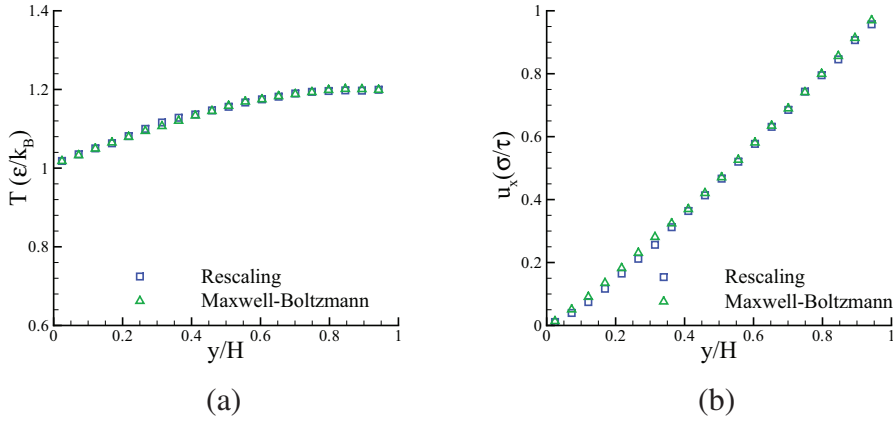 1.4
1.2
1
0.8
0.6
T (ε/k_B)
Rescaling
Maxwell-Boltzmann
0 0.2 0.4 0.6 0.8 1
y/H
(a)
1
0.8
0.6
0.4
0.2
0
u_x(σ/τ)
Rescaling
Maxwell-Boltzmann
0 0.2 0.4 0.6 0.8 1
y/H
(b)